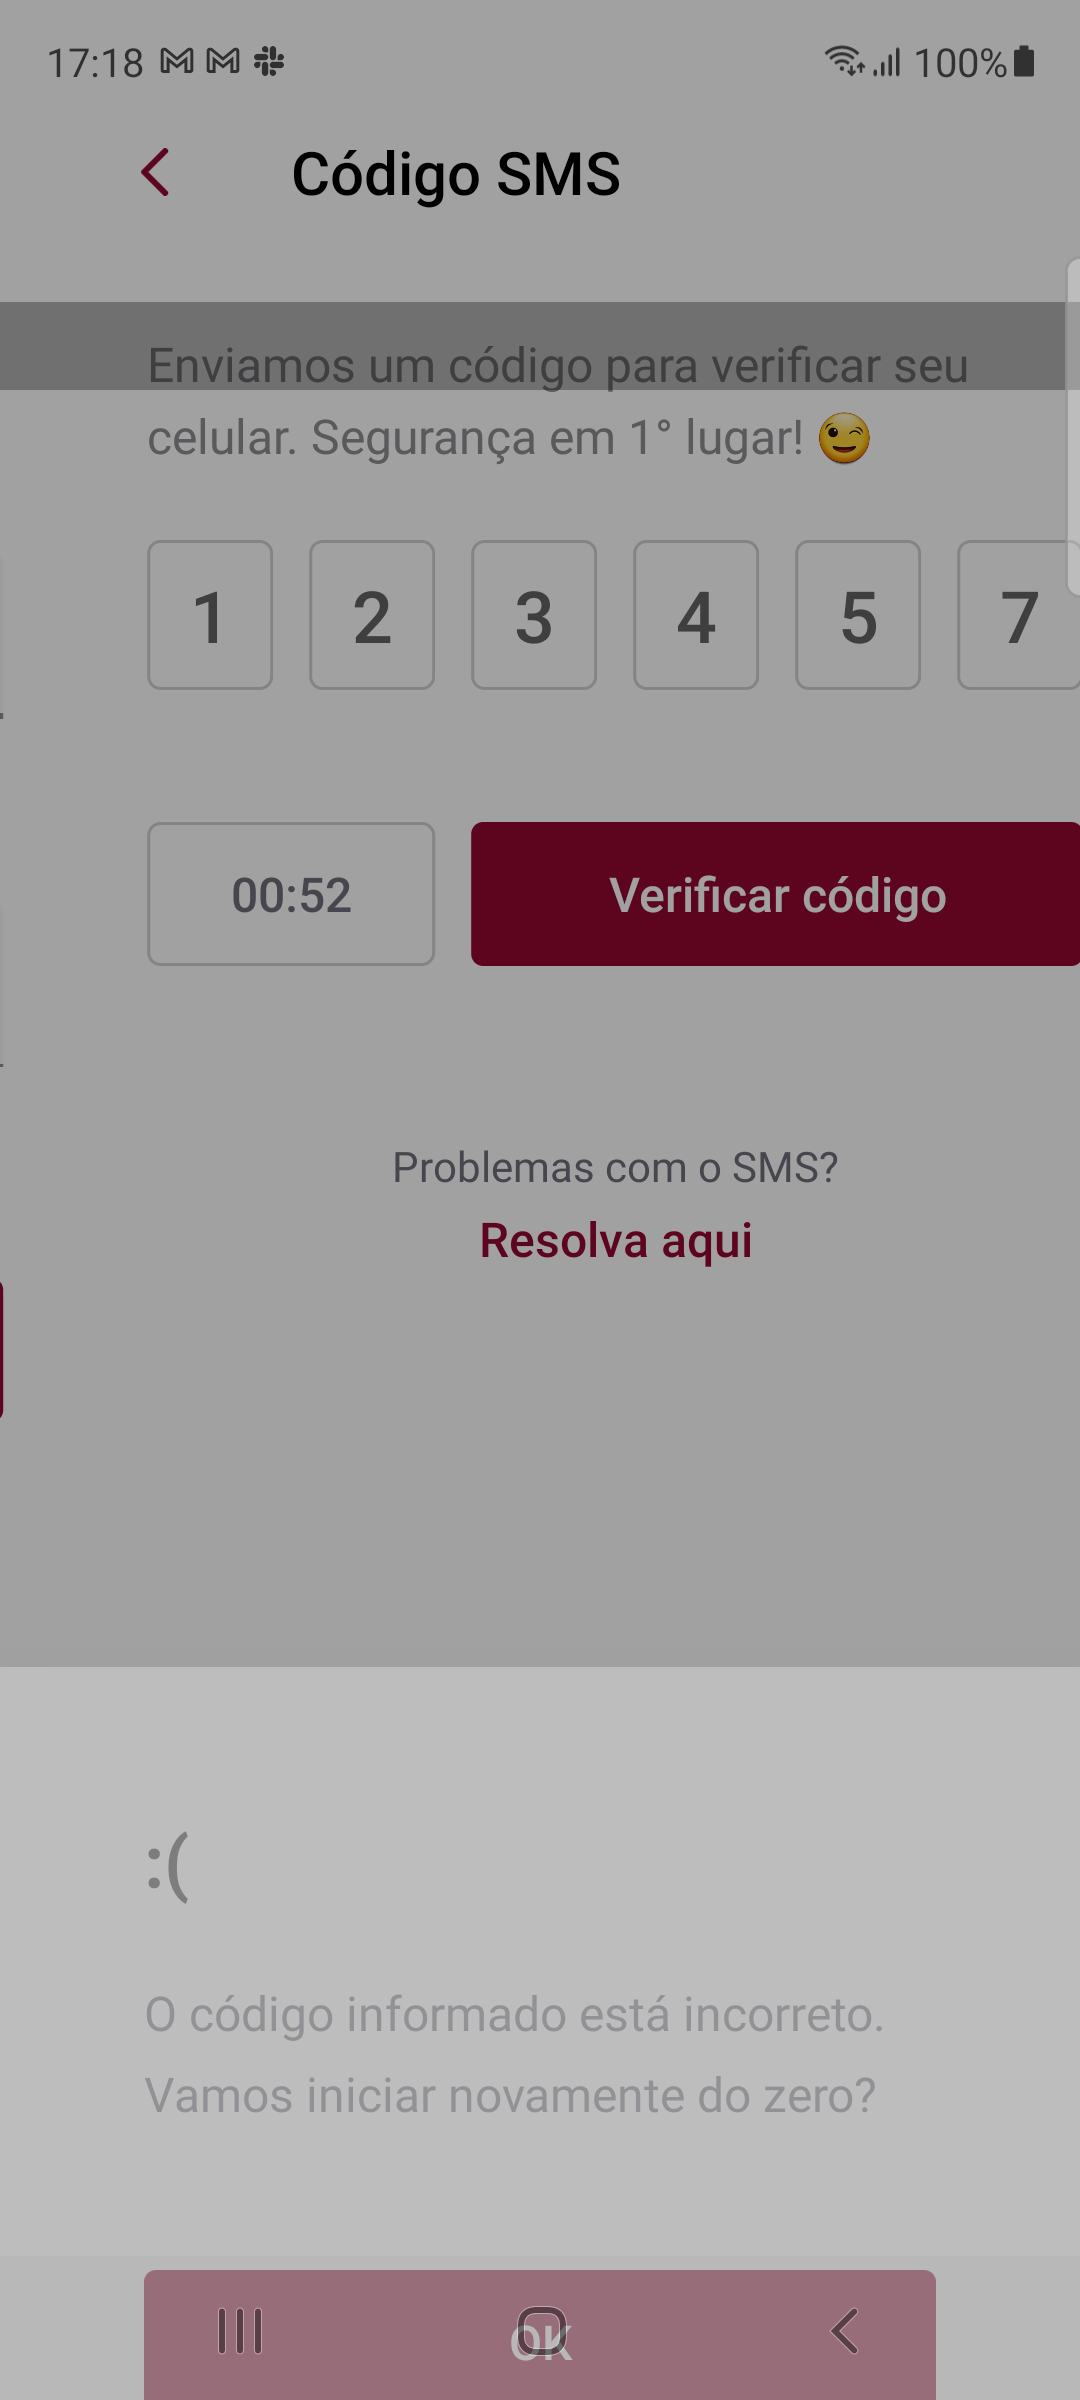 17:18 100%
Código SMS
Enviamos um código para verificar seu
celular. Segurança em 1° lugar! 😉
1 2 3 4 5 7
00:52 Verificar código
Problemas com o SMS?
Resolva aqui
:(
O código informado está incorreto.
Vamos iniciar novamente do zero?
OK